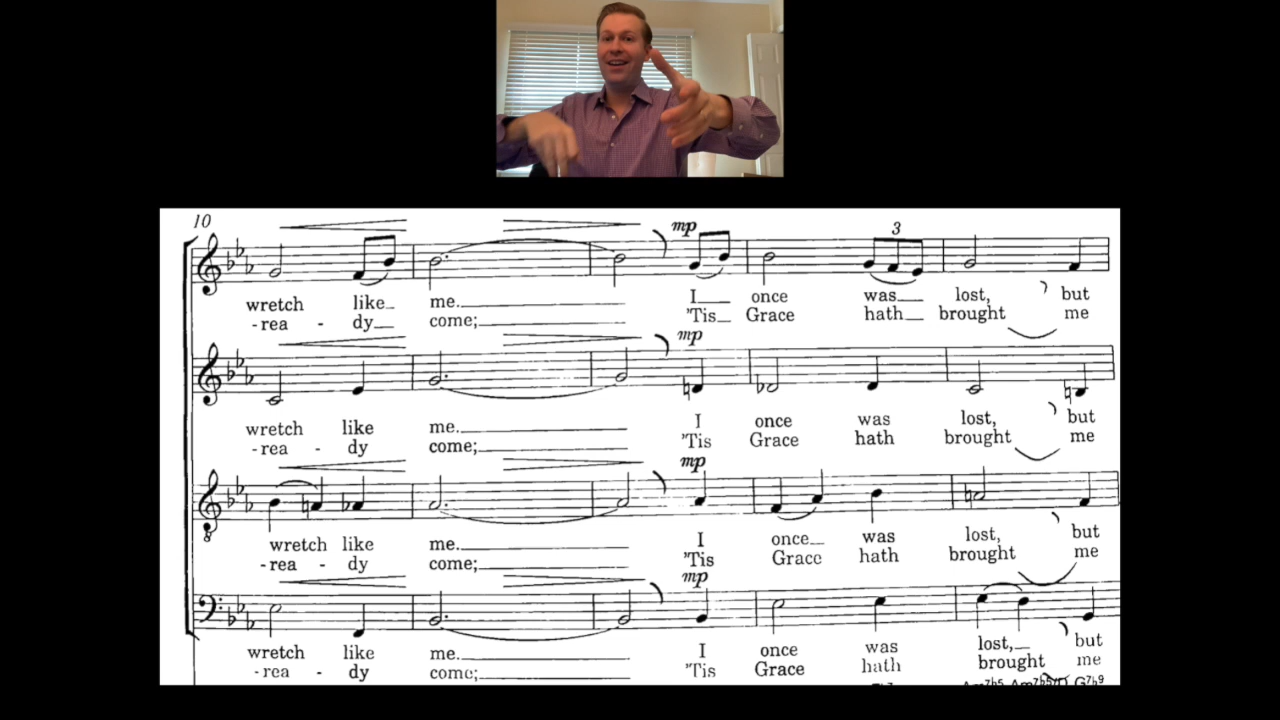 10
mp
3
wretch like me. I once was lost, but
-rea - dy come; 'Tis Grace hath brought me
mp
wretch like me. I once was lost, but
-rea - dy come; 'Tis Grace hath brought me
mp
8
wretch like me. I once was lost, but
-rea - dy come; 'Tis Grace hath brought me
mp
wretch like me. I once was lost, but
-rea - dy come; 'Tis Grace hath brought me
G7b9